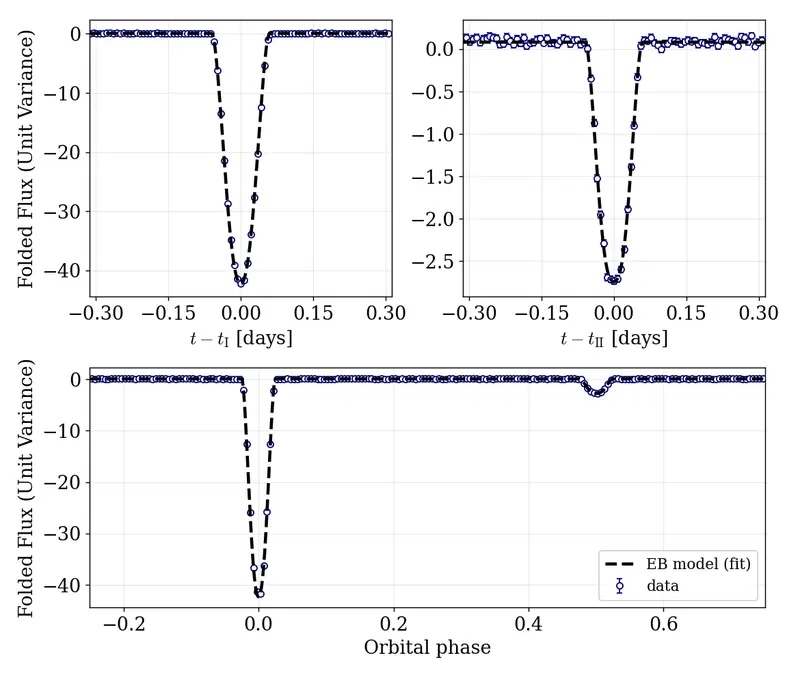 Folded Flux (Unit Variance)
0
−10
−20
−30
−40
−0.30 −0.15 0.00 0.15 0.30
t − tI [days]
0.0
−0.5
−1.0
−1.5
−2.0
−2.5
−0.30 −0.15 0.00 0.15 0.30
t − tII [days]
Folded Flux (Unit Variance)
0
−10
−20
−30
−40
EB model (fit)
data
−0.2 0.0 0.2 0.4 0.6
Orbital phase